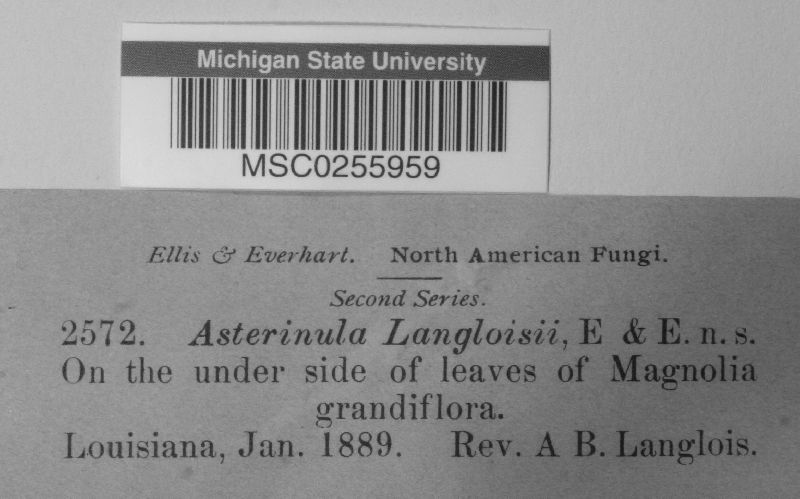 Michigan State University
MSC0255959
Ellis & Everhart. North American Fungi.
Second Series.
2572. Asterinula Langloisii, E & E. n. s.
On the under side of leaves of Magnolia
grandiflora.
Louisiana, Jan. 1889. Rev. A B. Langlois.